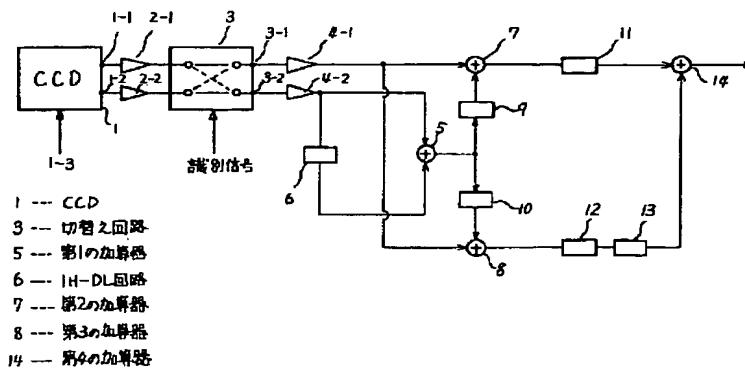 1-1
2-1
3
3-1
4-1
7
11
14
CCD
1-2
2-2
3-2
4-2
1
5
9
1-3
識別信号
6
10
12
13
8
1 --- CCD
3 --- 切替え回路
5 --- 第1の加算器
6 --- 1H-DL回路
7 --- 第2の加算器
8 --- 第3の加算器
14 --- 第4の加算器